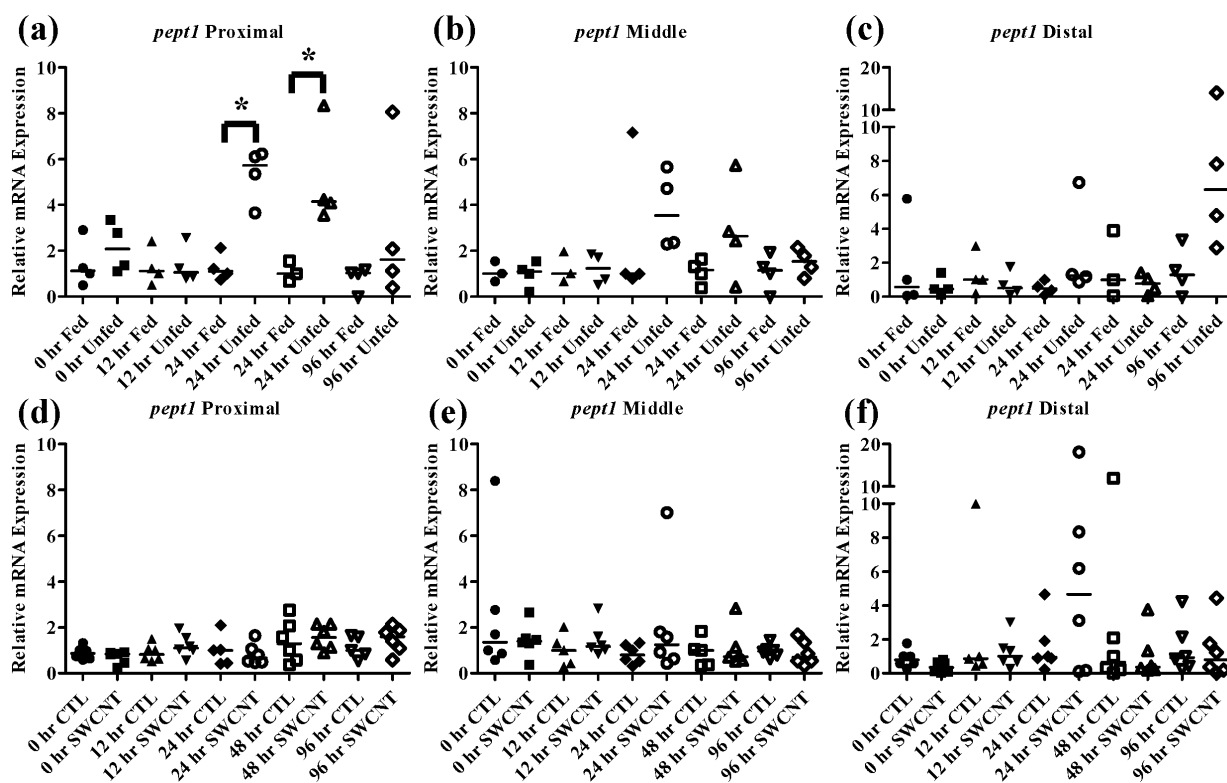 (a)
pept1 Proximal
Relative mRNA Expression
10
8
6
4
2
0
*
*
0 hr Fed
0 hr Unfed
12 hr Fed
12 hr Unfed
24 hr Fed
24 hr Unfed
24 hr Fed
24 hr Unfed
96 hr Fed
96 hr Unfed
(b)
pept1 Middle
Relative mRNA Expression
10
8
6
4
2
0
0 hr Fed
0 hr Unfed
12 hr Fed
12 hr Unfed
24 hr Fed
24 hr Unfed
24 hr Fed
24 hr Unfed
96 hr Fed
96 hr Unfed
(c)
pept1 Distal
Relative mRNA Expression
20
10
10
8
6
4
2
0
0 hr Fed
0 hr Unfed
12 hr Fed
12 hr Unfed
24 hr Fed
24 hr Unfed
24 hr Fed
24 hr Unfed
96 hr Fed
96 hr Unfed
(d)
pept1 Proximal
Relative mRNA Expression
10
8
6
4
2
0
0 hr CTL
0 hr SWCNT
12 hr CTL
12 hr SWCNT
24 hr CTL
24 hr SWCNT
48 hr CTL
48 hr SWCNT
96 hr CTL
96 hr SWCNT
(e)
pept1 Middle
Relative mRNA Expression
10
8
6
4
2
0
0 hr CTL
0 hr SWCNT
12 hr CTL
12 hr SWCNT
24 hr CTL
24 hr SWCNT
48 hr CTL
48 hr SWCNT
96 hr CTL
96 hr SWCNT
(f)
pept1 Distal
Relative mRNA Expression
20
10
10
8
6
4
2
0
0 hr CTL
0 hr SWCNT
12 hr CTL
12 hr SWCNT
24 hr CTL
24 hr SWCNT
48 hr CTL
48 hr SWCNT
96 hr CTL
96 hr SWCNT